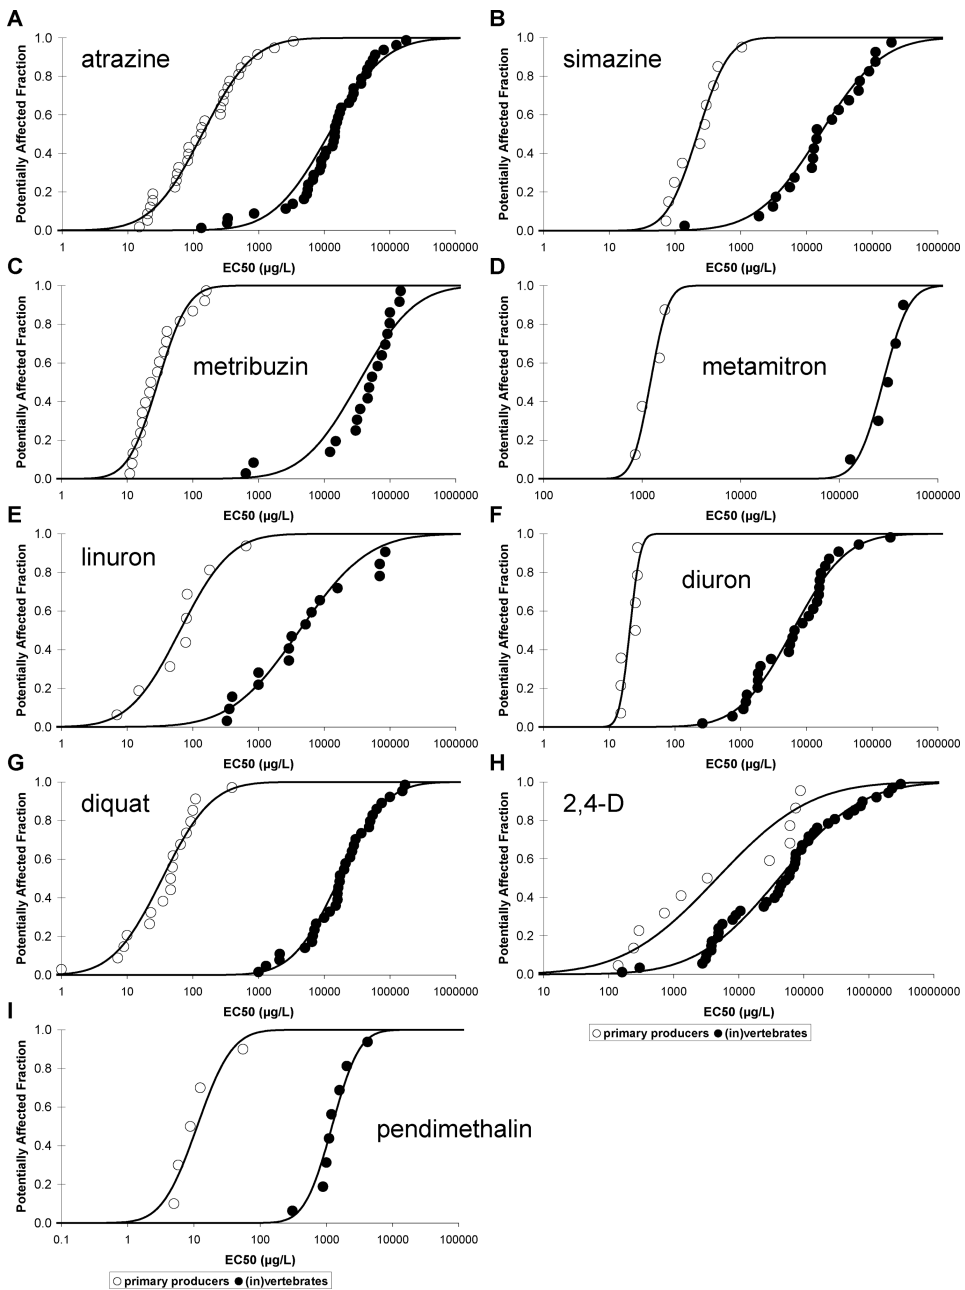 A
atrazine
Potentially Affected Fraction
1.0
0.8
0.6
0.4
0.2
0.0
1 10 100 1000 10000 100000 1000000
EC50 (µg/L)
B
simazine
Potentially Affected Fraction
1.0
0.8
0.6
0.4
0.2
0.0
1 100 10000 1000000
EC50 (µg/L)
C
metribuzin
Potentially Affected Fraction
1.0
0.8
0.6
0.4
0.2
0.0
1 10 100 1000 10000 100000 1000000
EC50 (µg/L)
D
metamitron
Potentially Affected Fraction
1.0
0.8
0.6
0.4
0.2
0.0
100 1000 10000 100000 1000000
EC50 (µg/L)
E
linuron
Potentially Affected Fraction
1.0
0.8
0.6
0.4
0.2
0.0
1 10 100 1000 10000 100000 1000000
EC50 (µg/L)
F
diuron
Potentially Affected Fraction
1.0
0.8
0.6
0.4
0.2
0.0
1 100 10000 1000000
EC50 (µg/L)
G
diquat
Potentially Affected Fraction
1.0
0.8
0.6
0.4
0.2
0.0
1 10 100 1000 10000 100000 1000000
EC50 (µg/L)
H
2,4-D
Potentially Affected Fraction
1.0
0.8
0.6
0.4
0.2
0.0
10 100 1000 10000 100000 1000000 10000000
EC50 (µg/L)
primary producers (in)vertebrates
I
pendimethalin
Potentially Affected Fraction
1.0
0.8
0.6
0.4
0.2
0.0
0.1 1 10 100 1000 10000 100000
EC50 (µg/L)
primary producers (in)vertebrates